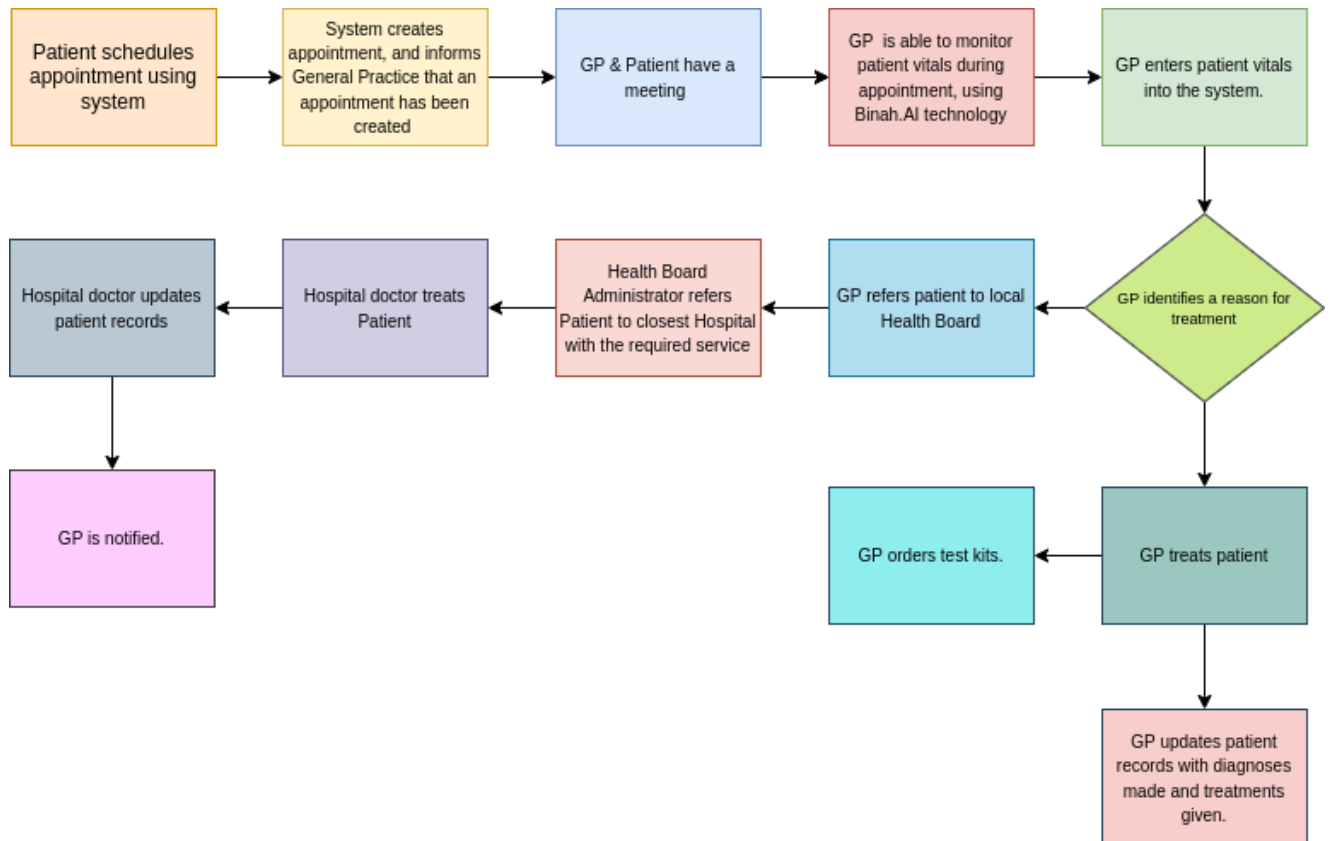 Patient schedules
appointment using
system
System creates
appointment, and informs
General Practice that an
appointment has been
created
GP & Patient have a
meeting
GP is able to monitor
patient vitals during
appointment, using
Binah.AI technology
GP enters patient vitals
into the system.
GP identifies a reason for
treatment
GP refers patient to local
Health Board
Health Board
Administrator refers
Patient to closest Hospital
with the required service
Hospital doctor treats
Patient
Hospital doctor updates
patient records
GP is notified.
GP treats patient
GP orders test kits.
GP updates patient
records with diagnoses
made and treatments
given.